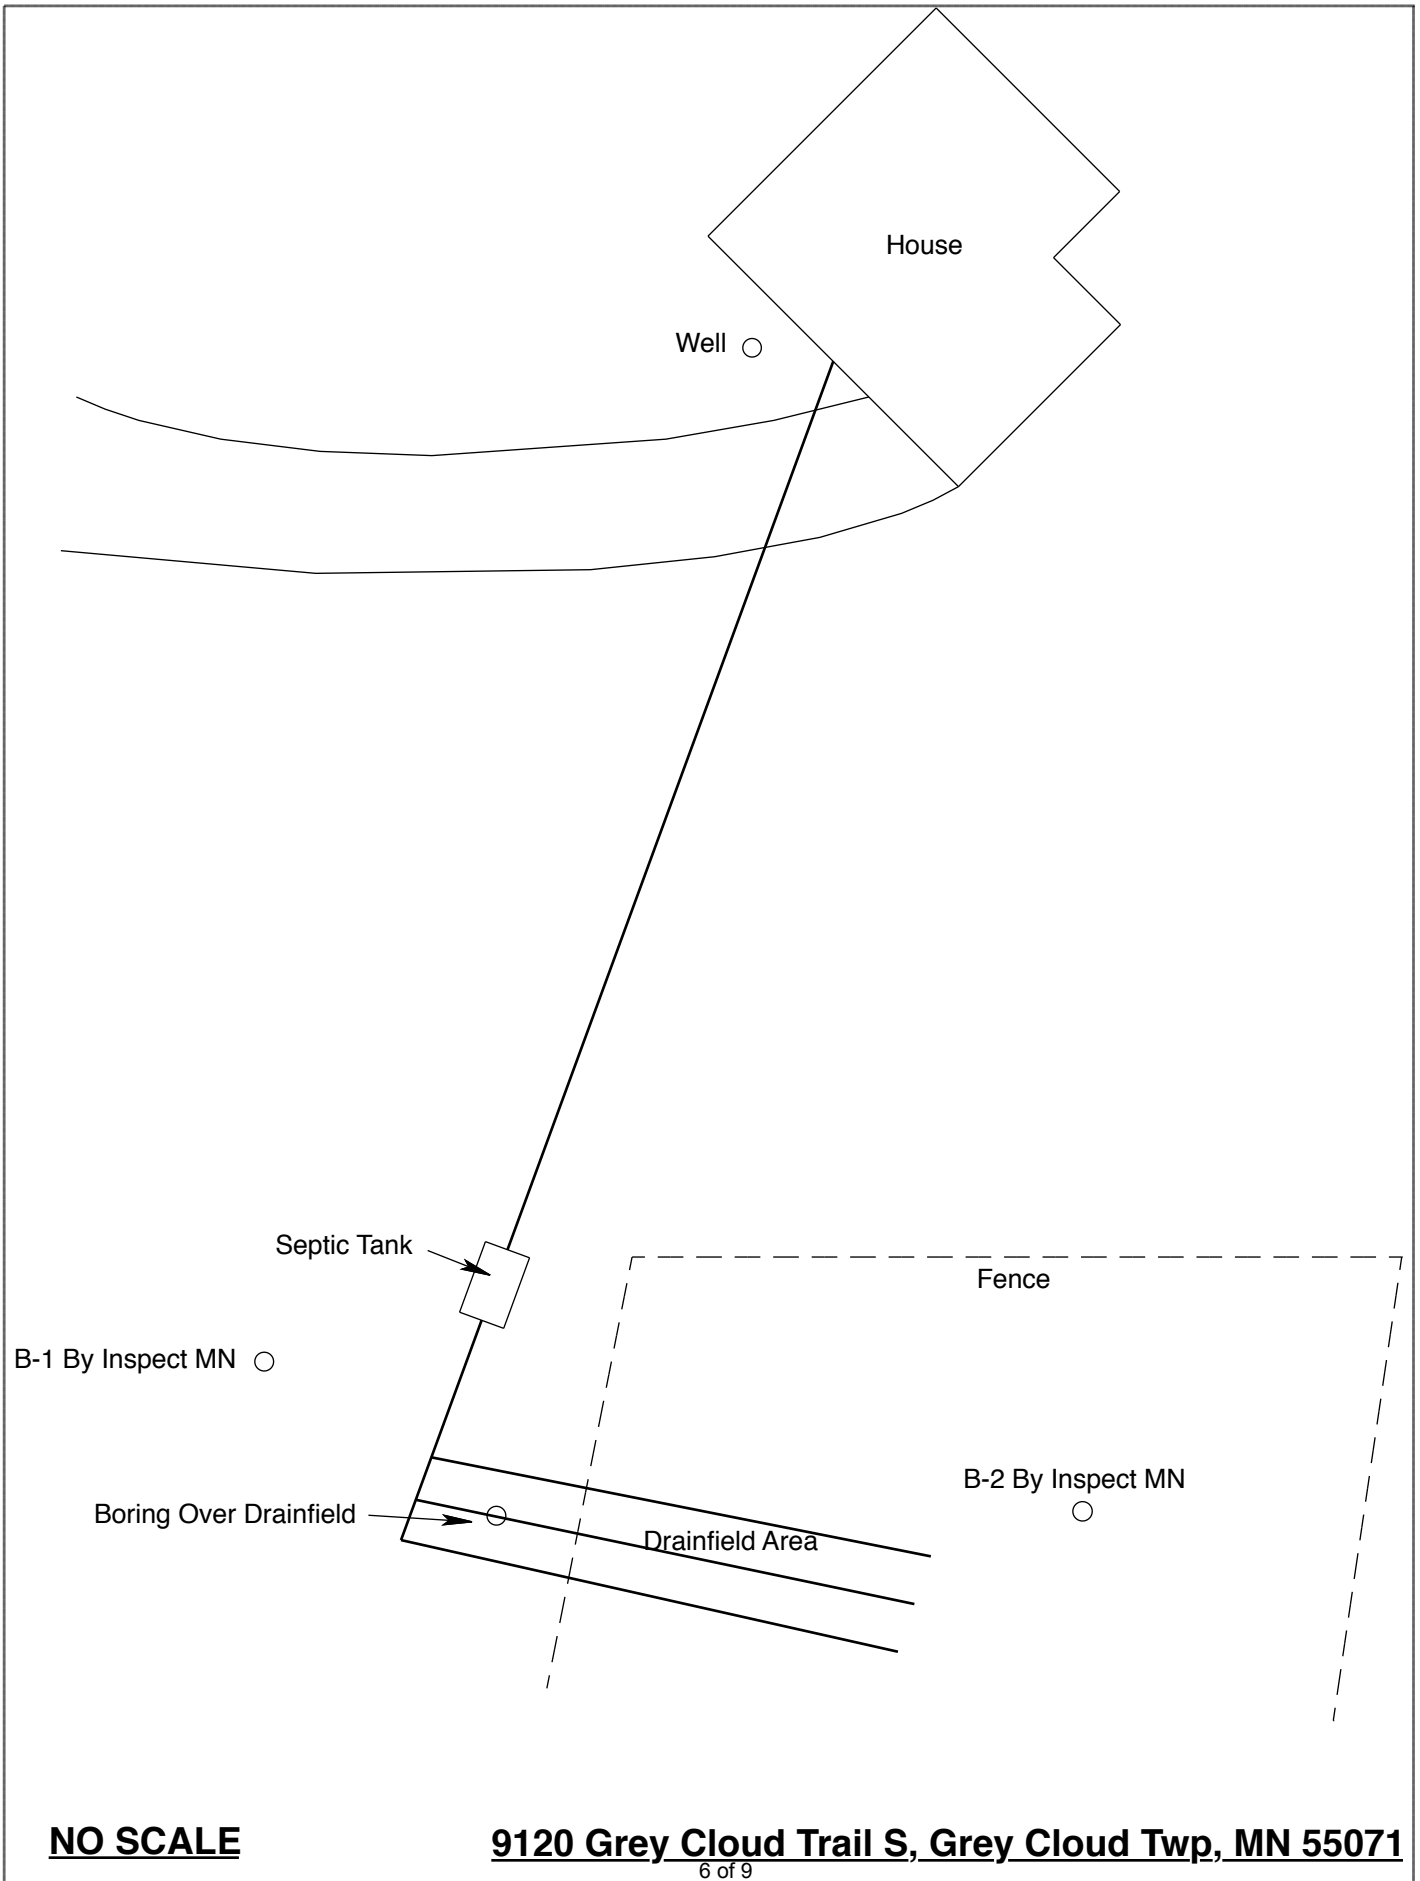 House
Well
Septic Tank
Fence
B-1 By Inspect MN
B-2 By Inspect MN
Boring Over Drainfield
Drainfield Area
NO SCALE
9120 Grey Cloud Trail S, Grey Cloud Twp, MN 55071
6 of 9